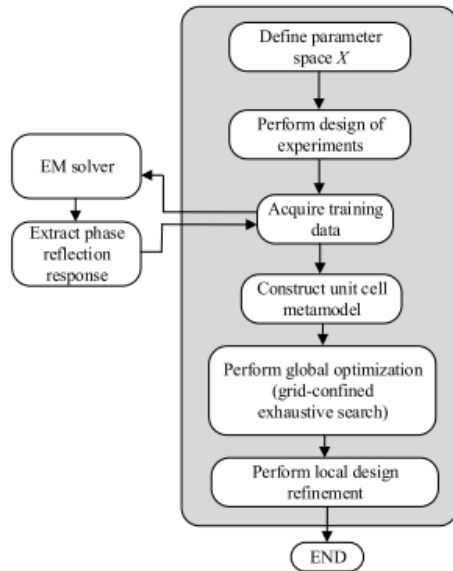 Define parameter
space X
Perform design of
experiments
EM solver
Acquire training
data
Extract phase
reflection
response
Construct unit cell
metamodel
Perform global optimization
(grid-confined
exhaustive search)
Perform local design
refinement
END